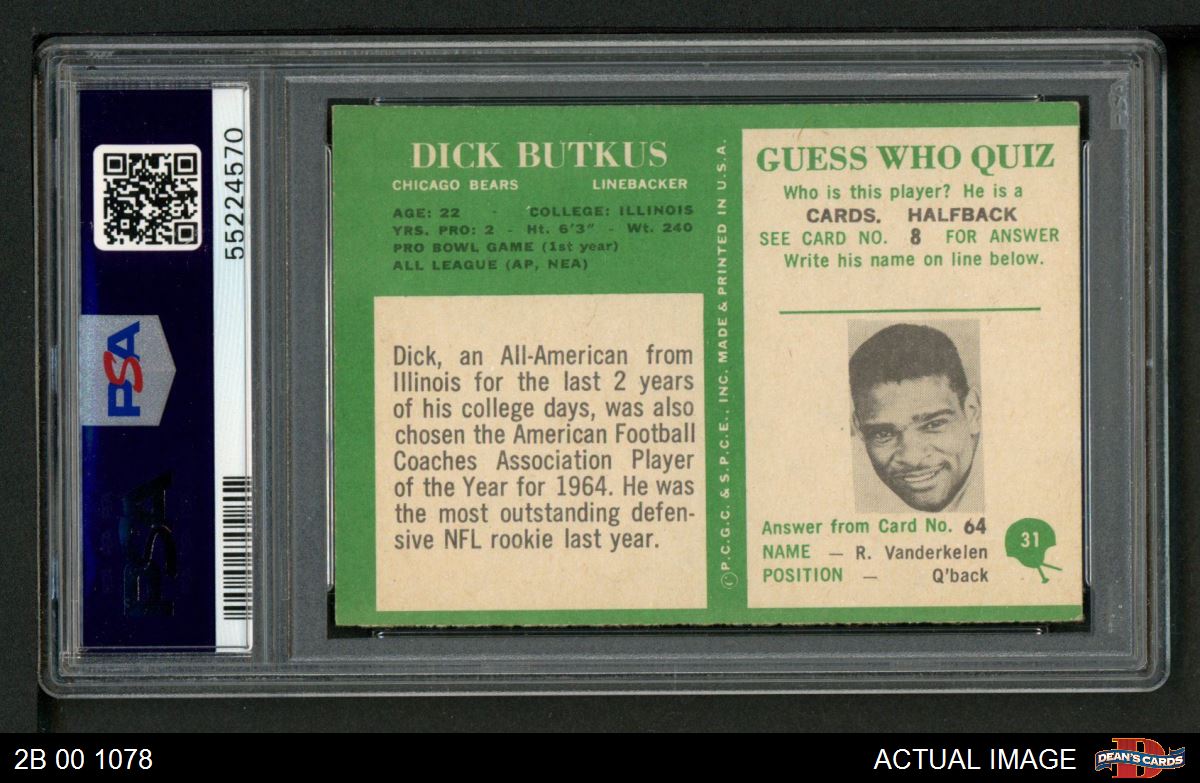 55224570
PSA
PSA
DICK BUTKUS
CHICAGO BEARS LINEBACKER
AGE: 22 - COLLEGE: ILLINOIS
YRS. PRO: 2 - Ht. 6'3" - Wt. 240
PRO BOWL GAME (1st year)
ALL LEAGUE (AP, NEA)
Dick, an All-American from
Illinois for the last 2 years
of his college days, was also
chosen the American Football
Coaches Association Player
of the Year for 1964. He was
the most outstanding defen-
sive NFL rookie last year.
©P.C.G.C. & S.P.C.E., INC. MADE & PRINTED IN U.S.A.
GUESS WHO QUIZ
Who is this player? He is a
CARDS. HALFBACK
SEE CARD NO. 8 FOR ANSWER
Write his name on line below.
Answer from Card No. 64
NAME — R. Vanderkelen
POSITION — Q'back
31
2B 00 1078
ACTUAL IMAGE
D
DEAN'S CARDS